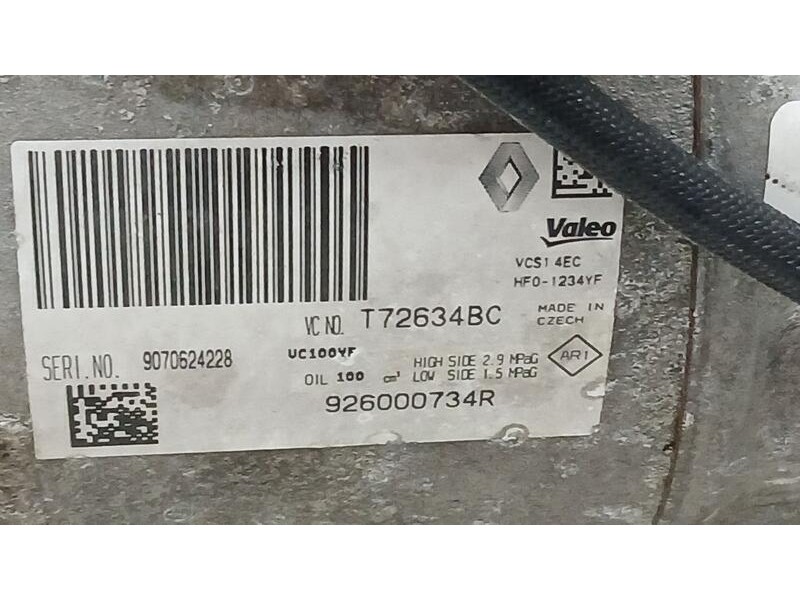 Valeo
VCS14EC
HFO-1234YF
VC NO. T72634BC
MADE IN
CZECH
SERI.NO. 9070624228
VC100YF
HIGH SIDE 2.9 MPaG
OIL 100 cm³ LOW SIDE 1.5 MPaG
AR1
926000734R